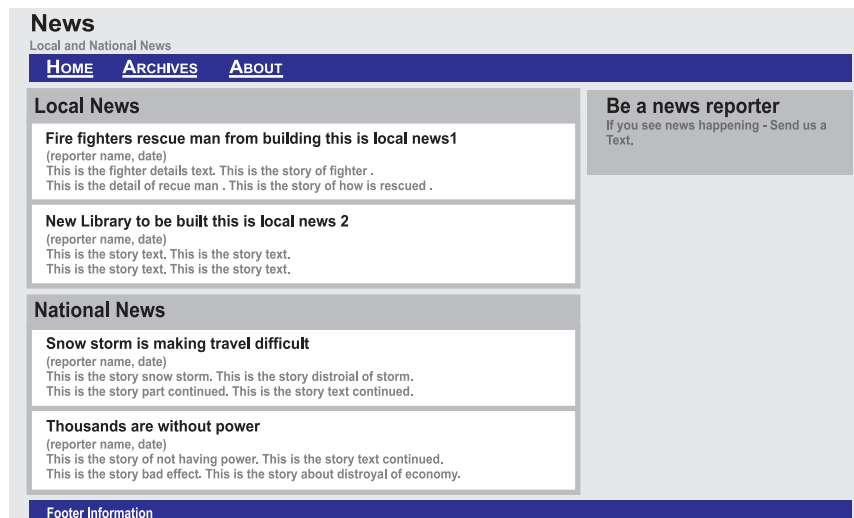 News
Local and National News
HOME ARCHIVES ABOUT
Local News
Fire fighters rescue man from building this is local news1
(reporter name, date)
This is the fighter details text. This is the story of fighter .
This is the detail of recue man . This is the story of how is rescued .
New Library to be built this is local news 2
(reporter name, date)
This is the story text. This is the story text.
This is the story text. This is the story text.
National News
Snow storm is making travel difficult
(reporter name, date)
This is the story snow storm. This is the story distroial of storm.
This is the story part continued. This is the story text continued.
Thousands are without power
(reporter name, date)
This is the story of not having power. This is the story text continued.
This is the story bad effect. This is the story about distroyal of economy.
Be a news reporter
If you see news happening - Send us a
Text.
Footer Information